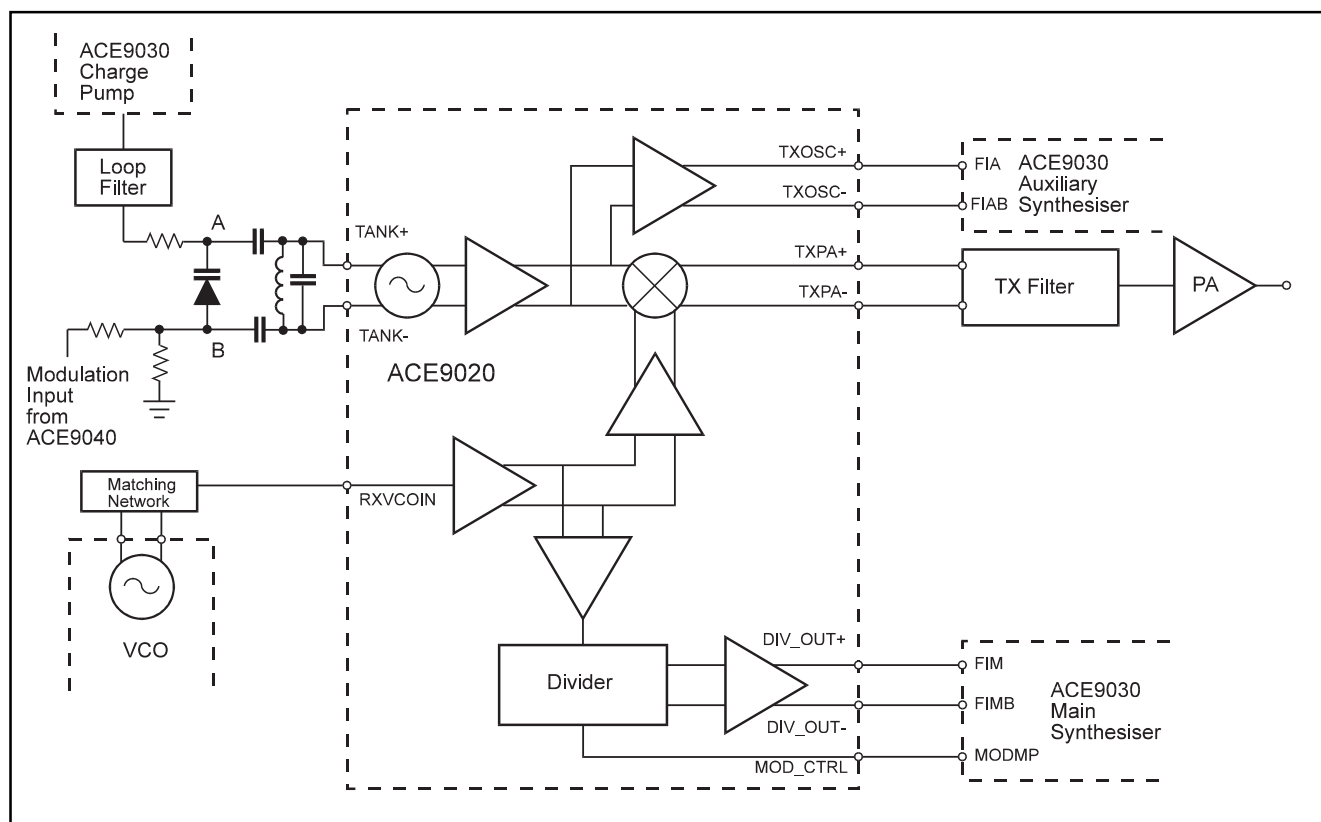 ACE9030
Charge
Pump
Loop
Filter
A
B
Modulation
Input
from
ACE9040
TANK+
TANK-
ACE9020
TXOSC+
TXOSC-
FIA
FIAB
ACE9030
Auxiliary
Synthesiser
TXPA+
TXPA-
TX Filter
PA
Matching
Network
RXVCOIN
VCO
Divider
DIV_OUT+
DIV_OUT-
MOD_CTRL
FIM
FIMB
MODMP
ACE9030
Main
Synthesiser